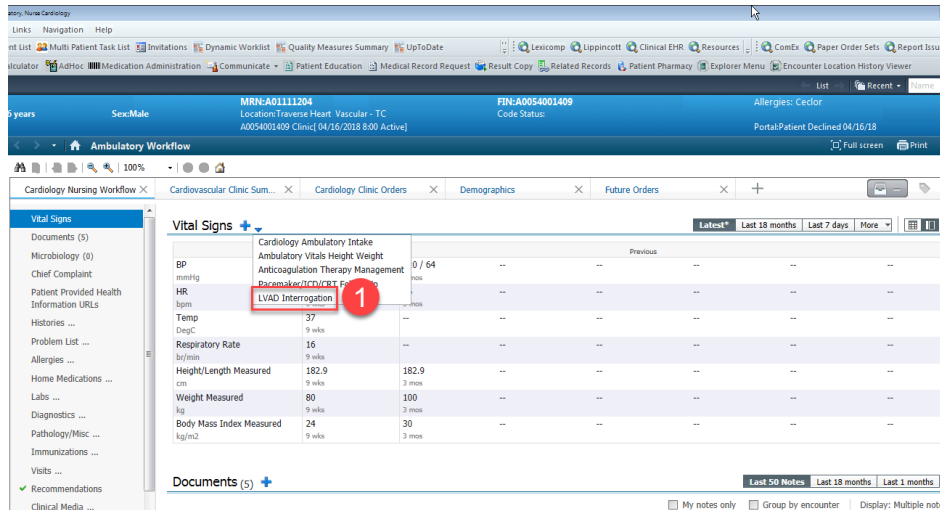 atory, Nurse Cardiology
Links Navigation Help
nt List Multi Patient Task List Invitations Dynamic Worklist Quality Measures Summary UpToDate Lexicomp Lippincott Clinical EHR Resources ComEx Paper Order Sets Report Issu
alculator AdHoc Medication Administration Communicate Patient Education Medical Record Request Result Copy Related Records Patient Pharmacy Explorer Menu Encounter Location History Viewer
List Recent Name
MRN:A01111204 FIN:A0054001409 Allergies: Ceclor
years Sex:Male Location:Traverse Heart Vascular - TC Code Status:
A0054001409 Clinic[ 04/16/2018 8:00 Active] Portal:Patient Declined 04/16/18
Ambulatory Workflow Full screen Print
100%
Cardiology Nursing Workflow Cardiovascular Clinic Sum... Cardiology Clinic Orders Demographics Future Orders
Vital Signs
Documents (5)
Microbiology (0)
Chief Complaint
Patient Provided Health
Information URLs
Histories ...
Problem List ...
Allergies ...
Home Medications ...
Labs ...
Diagnostics ...
Pathology/Misc ...
Immunizations ...
Visits ...
Recommendations
Clinical Media ...
Vital Signs Latest* Last 18 months Last 7 days More
Cardiology Ambulatory Intake
Ambulatory Vitals Height Weight
Anticoagulation Therapy Management
Pacemaker/ICD/CRT
LVAD Interrogation
1
Previous
BP 0 / 64 -- -- -- --
mmHg mos
HR -- -- -- --
bpm wks mos
Temp 37 -- -- -- -- --
DegC 9 wks
Respiratory Rate 16 -- -- -- -- --
br/min 9 wks
Height/Length Measured 182.9 182.9 -- -- -- --
cm 9 wks 3 mos
Weight Measured 80 100 -- -- -- --
kg 9 wks 3 mos
Body Mass Index Measured 24 30 -- -- -- --
kg/m2 9 wks 3 mos
Documents (5) Last 50 Notes Last 18 months Last 1 months
My notes only Group by encounter Display: Multiple not